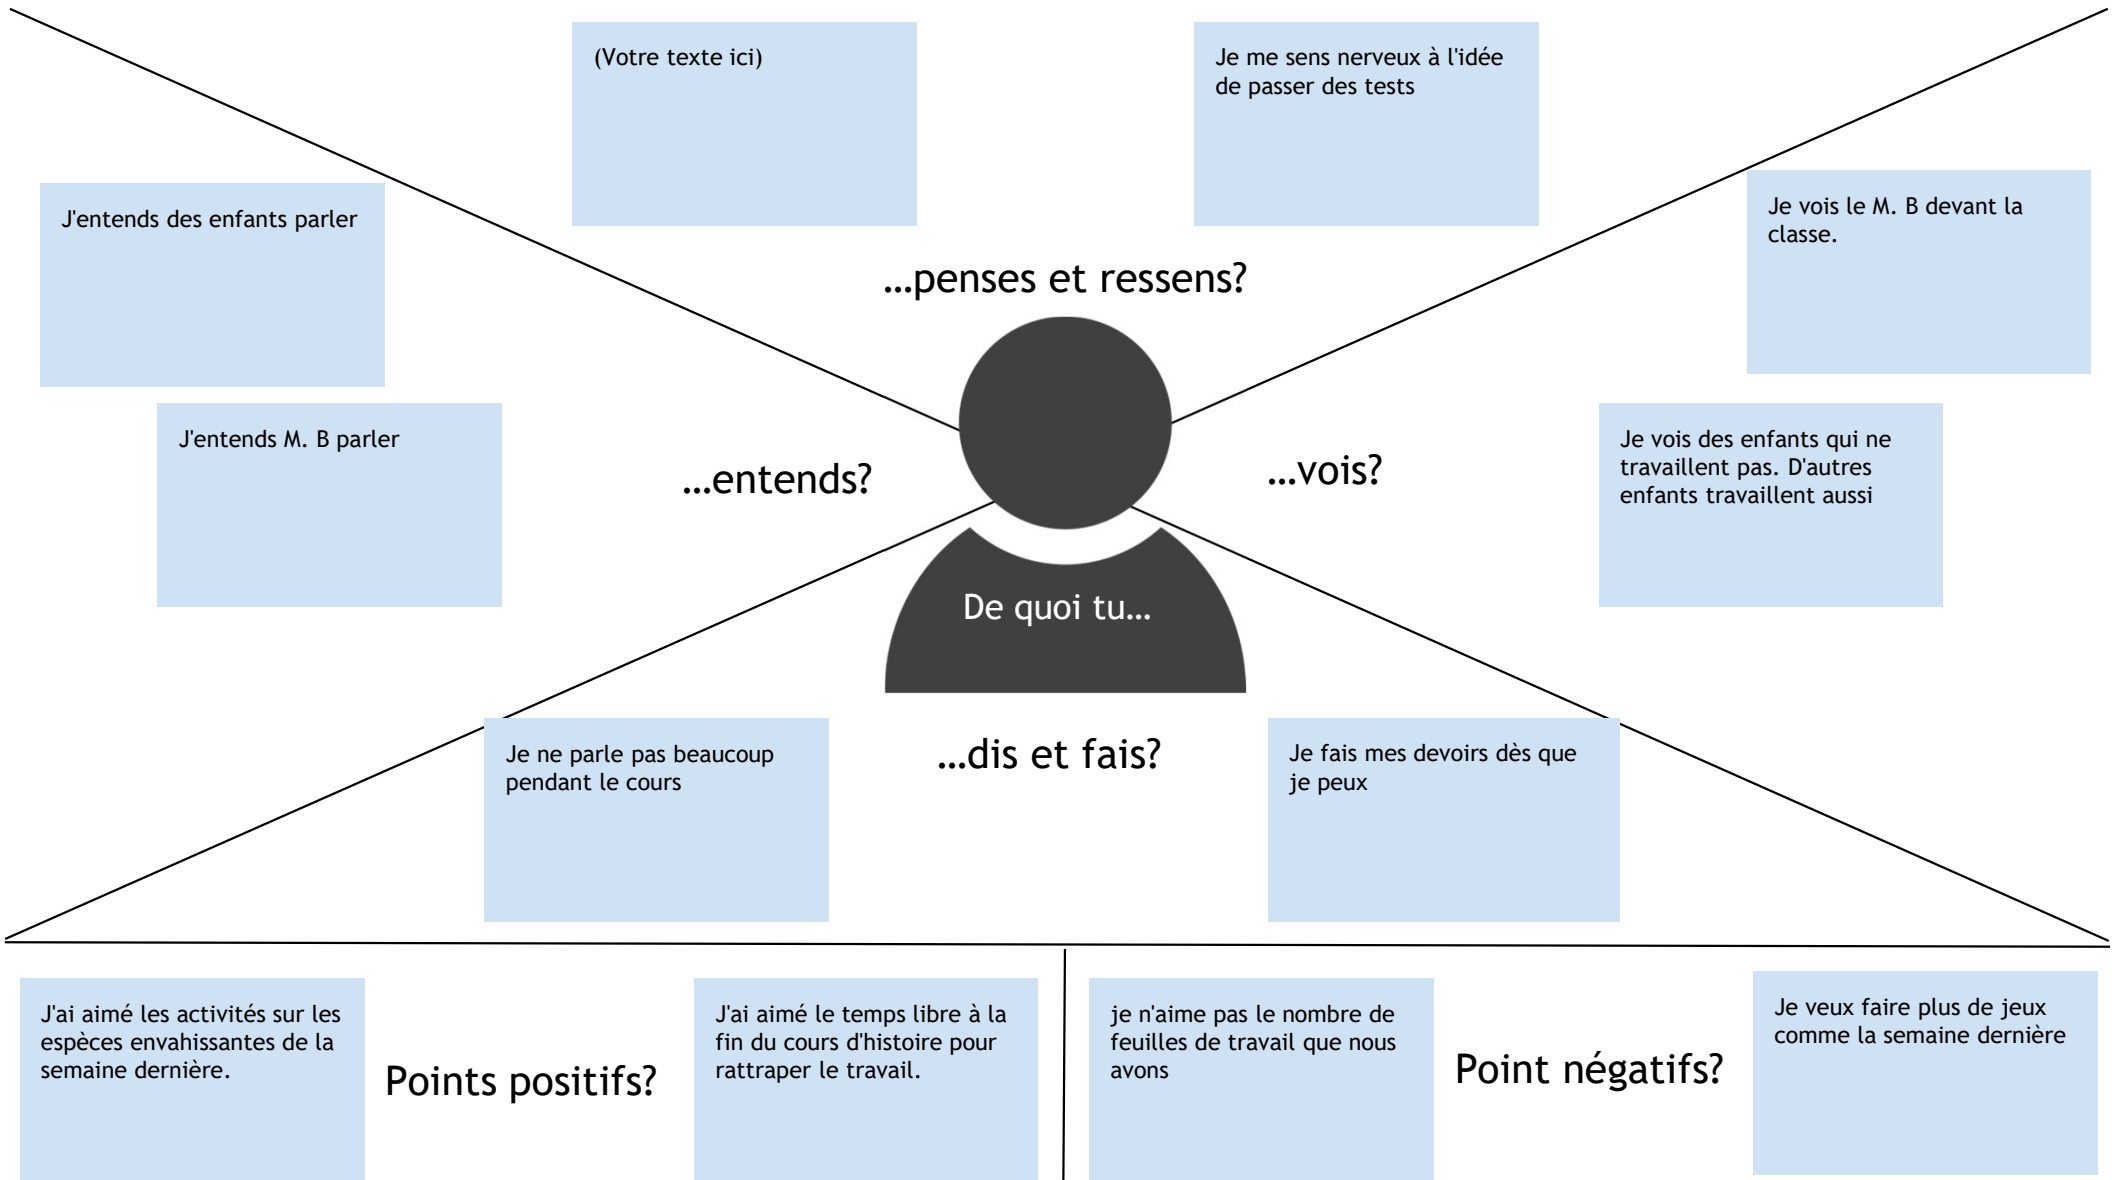 (Votre texte ici)
Je me sens nerveux à l'idée
de passer des tests
J'entends des enfants parler
Je vois le M. B devant la
classe.
…penses et ressens?
J'entends M. B parler
…entends?
…vois?
Je vois des enfants qui ne
travaillent pas. D'autres
enfants travaillent aussi
De quoi tu…
Je ne parle pas beaucoup
pendant le cours
…dis et fais?
Je fais mes devoirs dès que
je peux
J'ai aimé les activités sur les
espèces envahissantes de la
semaine dernière.
Points positifs?
J'ai aimé le temps libre à la
fin du cours d'histoire pour
rattraper le travail.
je n'aime pas le nombre de
feuilles de travail que nous
avons
Point négatifs?
Je veux faire plus de jeux
comme la semaine dernière